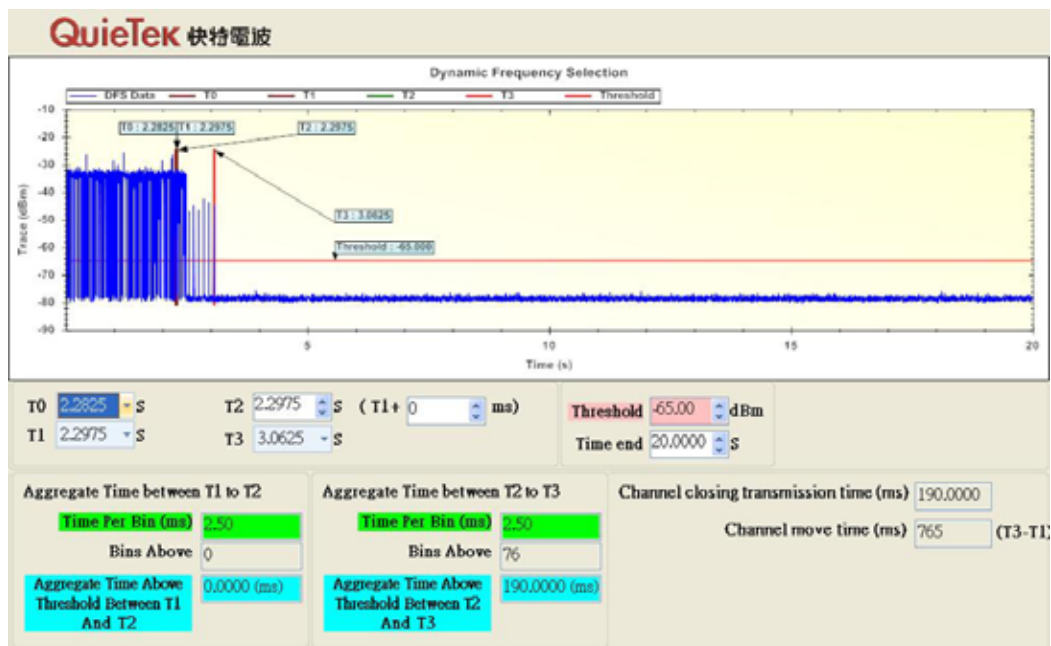 QuieTek 快特電波
Dynamic Frequency Selection
DFS Data T0 T1 T2 T3 Threshold
-10
-20
-30
-40
-50
-60
-70
-80
-90
Trace (dBm)
T0 : 2.2825 T1 : 2.2975 T2 : 2.2975
T3 : 3.0625
Threshold : -65.000
5 10 15 20
Time (s)
T0 2.2825 S T2 2.2975 S ( T1+ 0 ms)
T1 2.2975 S T3 3.0625 S
Threshold -65.00 dBm
Time end 20.0000 S
Aggregate Time between T1 to T2
Time Per Bin (ms) 2.50
Bins Above 0
Aggregate Time Above
Threshold Between T1
And T2
0.0000 (ms)
Aggregate Time between T2 to T3
Time Per Bin (ms) 2.50
Bins Above 76
Aggregate Time Above
Threshold Between T2
And T3
190.0000 (ms)
Channel closing transmission time (ms) 190.0000
Channel move time (ms) 765 (T3-T1)